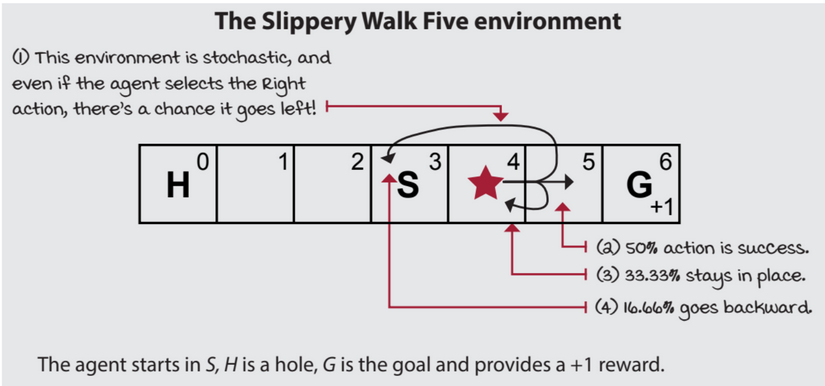 The Slippery Walk Five environment
(1) This environment is stochastic, and
even if the agent selects the Right
action, there's a chance it goes left!
0 1 2 3 4 5 6
H S G
+1
(2) 50% action is success.
(3) 33.33% stays in place.
(4) 16.66% goes backward.
The agent starts in S, H is a hole, G is the goal and provides a +1 reward.